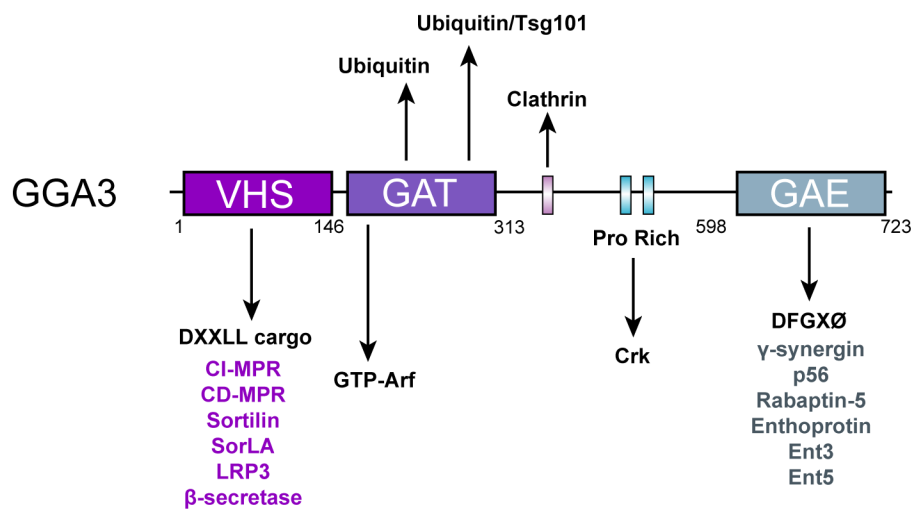 Ubiquitin/Tsg101
Ubiquitin
Clathrin
GGA3
VHS
GAT
GAE
1
146
313
598
723
Pro Rich
DXXLL cargo
CI-MPR
CD-MPR
Sortilin
SorLA
LRP3
β-secretase
GTP-Arf
Crk
DFGXØ
γ-synergin
p56
Rabaptin-5
Enthoprotin
Ent3
Ent5